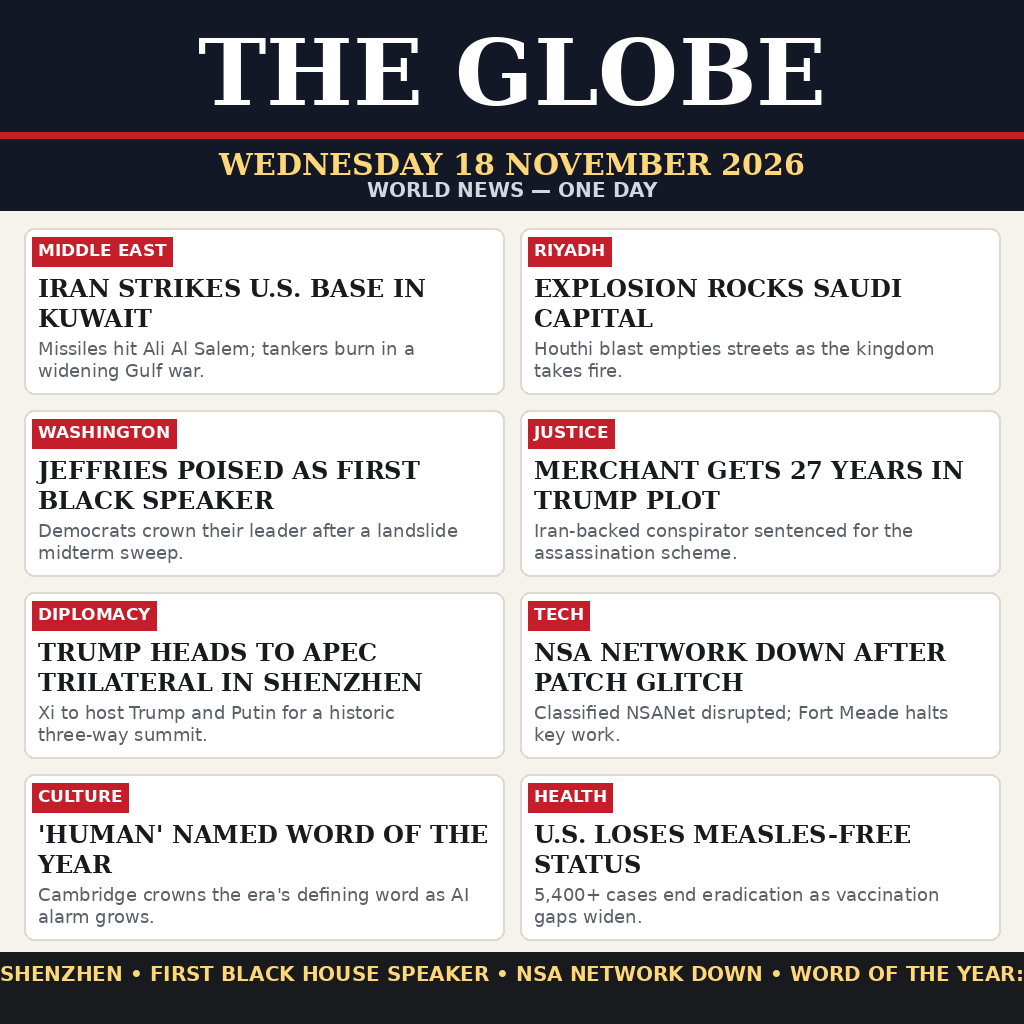 THE GLOBE
WEDNESDAY 18 NOVEMBER 2026
WORLD NEWS — ONE DAY
MIDDLE EAST
IRAN STRIKES U.S. BASE IN
KUWAIT
Missiles hit Ali Al Salem; tankers burn in a
widening Gulf war.
RIYADH
EXPLOSION ROCKS SAUDI
CAPITAL
Houthi blast empties streets as the kingdom
takes fire.
WASHINGTON
JEFFRIES POISED AS FIRST
BLACK SPEAKER
Democrats crown their leader after a landslide
midterm sweep.
JUSTICE
MERCHANT GETS 27 YEARS IN
TRUMP PLOT
Iran-backed conspirator sentenced for the
assassination scheme.
DIPLOMACY
TRUMP HEADS TO APEC
TRILATERAL IN SHENZHEN
Xi to host Trump and Putin for a historic
three-way summit.
TECH
NSA NETWORK DOWN AFTER
PATCH GLITCH
Classified NSANet disrupted; Fort Meade halts
key work.
CULTURE
'HUMAN' NAMED WORD OF THE
YEAR
Cambridge crowns the era's defining word as AI
alarm grows.
HEALTH
U.S. LOSES MEASLES-FREE
STATUS
5,400+ cases end eradication as vaccination
gaps widen.
SHENZHEN • FIRST BLACK HOUSE SPEAKER • NSA NETWORK DOWN • WORD OF THE YEAR: